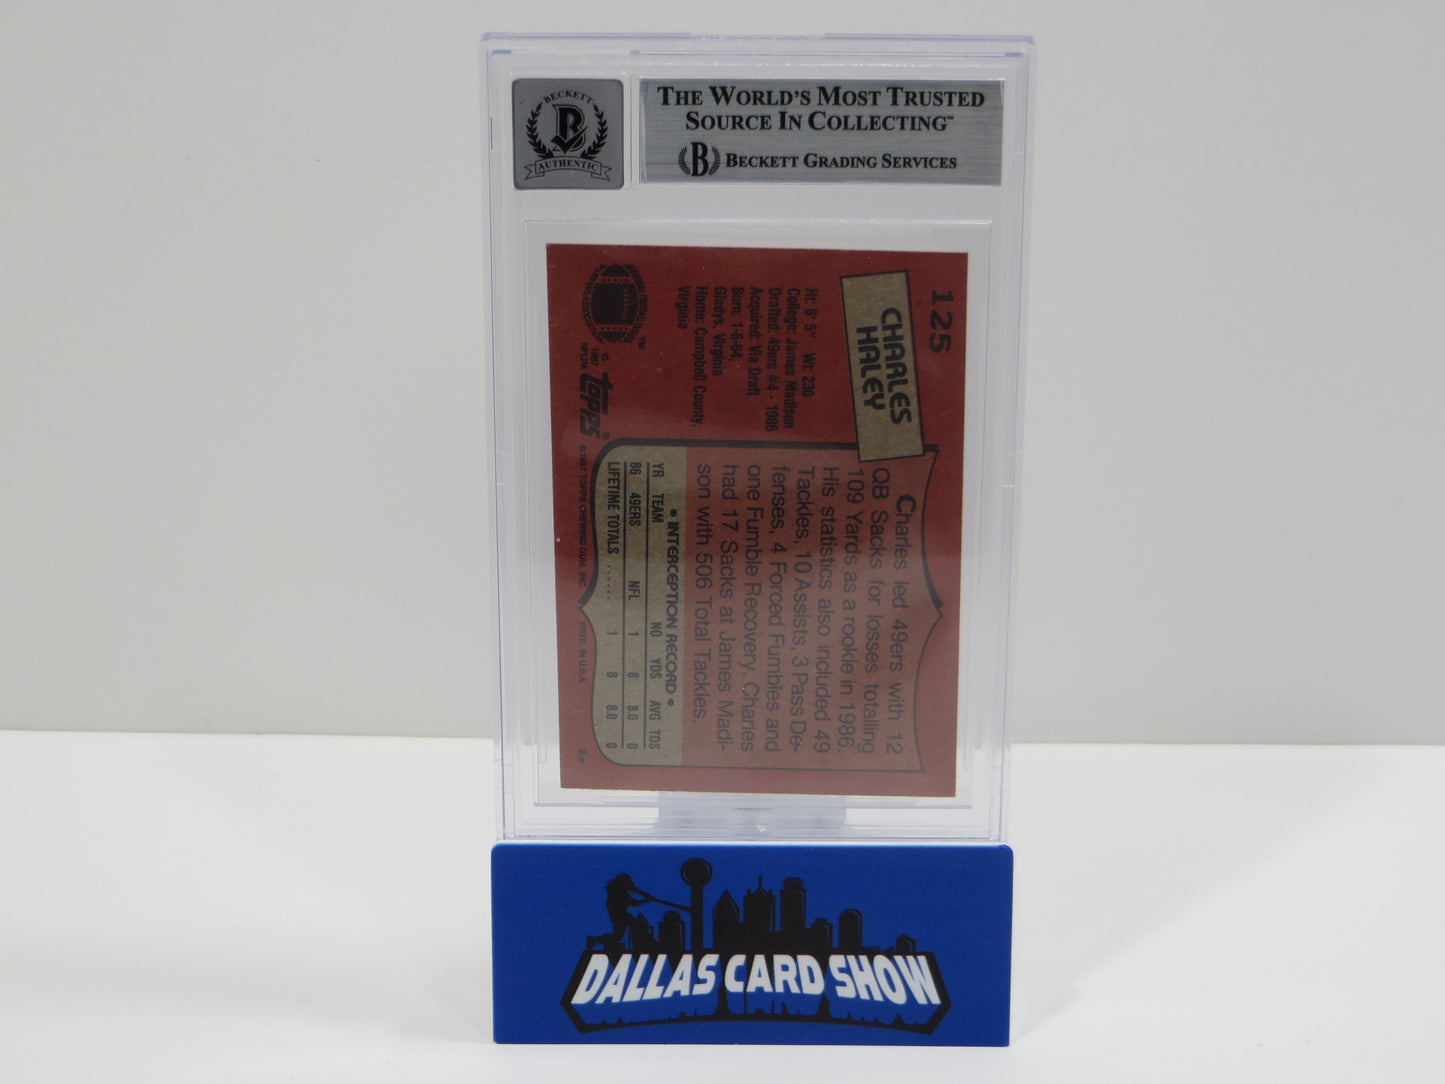 BECKETT
B
AUTHENTIC
THE WORLD'S MOST TRUSTED
SOURCE IN COLLECTING™
B BECKETT GRADING SERVICES
125
CHARLES
HALEY
Ht: 6' 5" Wt: 230
College: James Madison
Drafted: 49ers #4 - 1986
Acquired: Via Draft
Born: 1-6-64,
Gladys, Virginia
Home: Campbell County,
Virginia
Charles led 49ers with 12
QB Sacks for losses totalling
109 Yards as a rookie in 1986.
His statistics also included 49
Tackles, 10 Assists, 3 Pass De-
fenses, 4 Forced Fumbles and
one Fumble Recovery. Charles
had 17 Sacks at James Madi-
son with 506 Total Tackles.
• INTERCEPTION RECORD •
YR TEAM NO YDS AVG TDS
86 49ERS NFL 1 8 8.0 0
LIFETIME TOTALS ...... 1 8 8.0 0
TM
© 1987
NFLPA
topps®
©1987 TOPPS CHEWING GUM, INC. PRTD. IN U.S.A.
DALLAS CARD SHOW